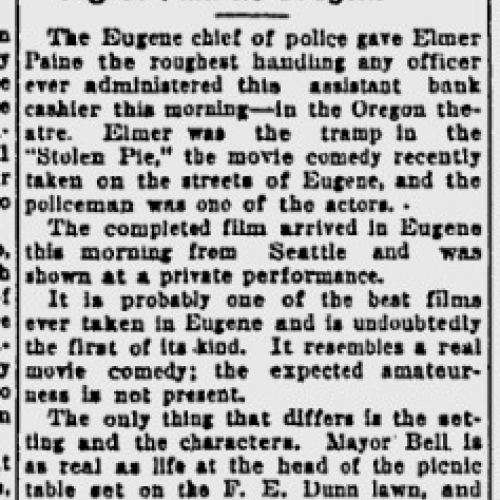 The Eugene chief of police gave Elmer
Paine the roughest handling any officer
ever administered this assistant bank
cashier this morning—in the Oregon the-
atre. Elmer was the tramp in the
"Stolen Pie," the movie comedy recently
taken on the streets of Eugene, and the
policeman was one of the actors.
The completed film arrived in Eugene
this morning from Seattle and was
shown at a private performance.
It is probably one of the best films
ever taken in Eugene and is undoubtedly
the first of its kind. It resembles a real
movie comedy; the expected amateur-
ness is not present.
The only thing that differs is the set-
ting and the characters. Mayor Bell is
as real as life at the head of the picnic
table set on the F. E. Dunn lawn, and